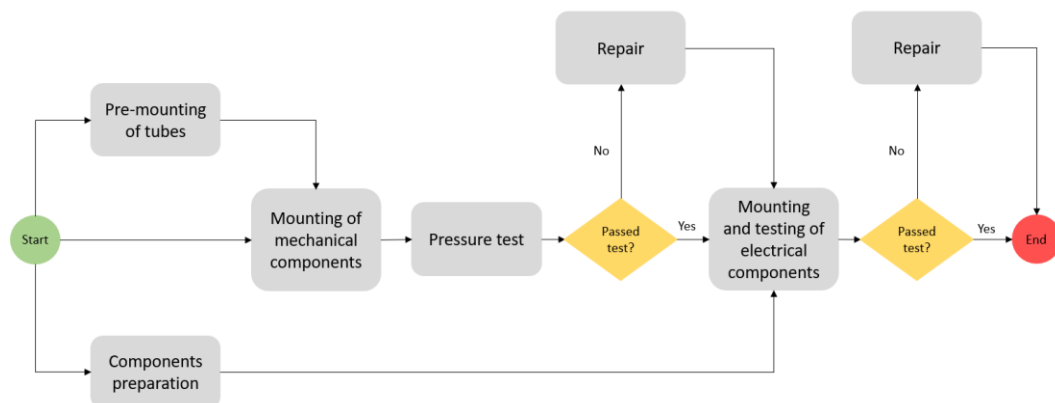 Repair
Repair
Pre-mounting
of tubes
No
No
Start
Mounting of
mechanical
components
Pressure test
Passed
test?
Yes
Mounting
and testing of
electrical
components
Passed
test?
Yes
End
Components
preparation